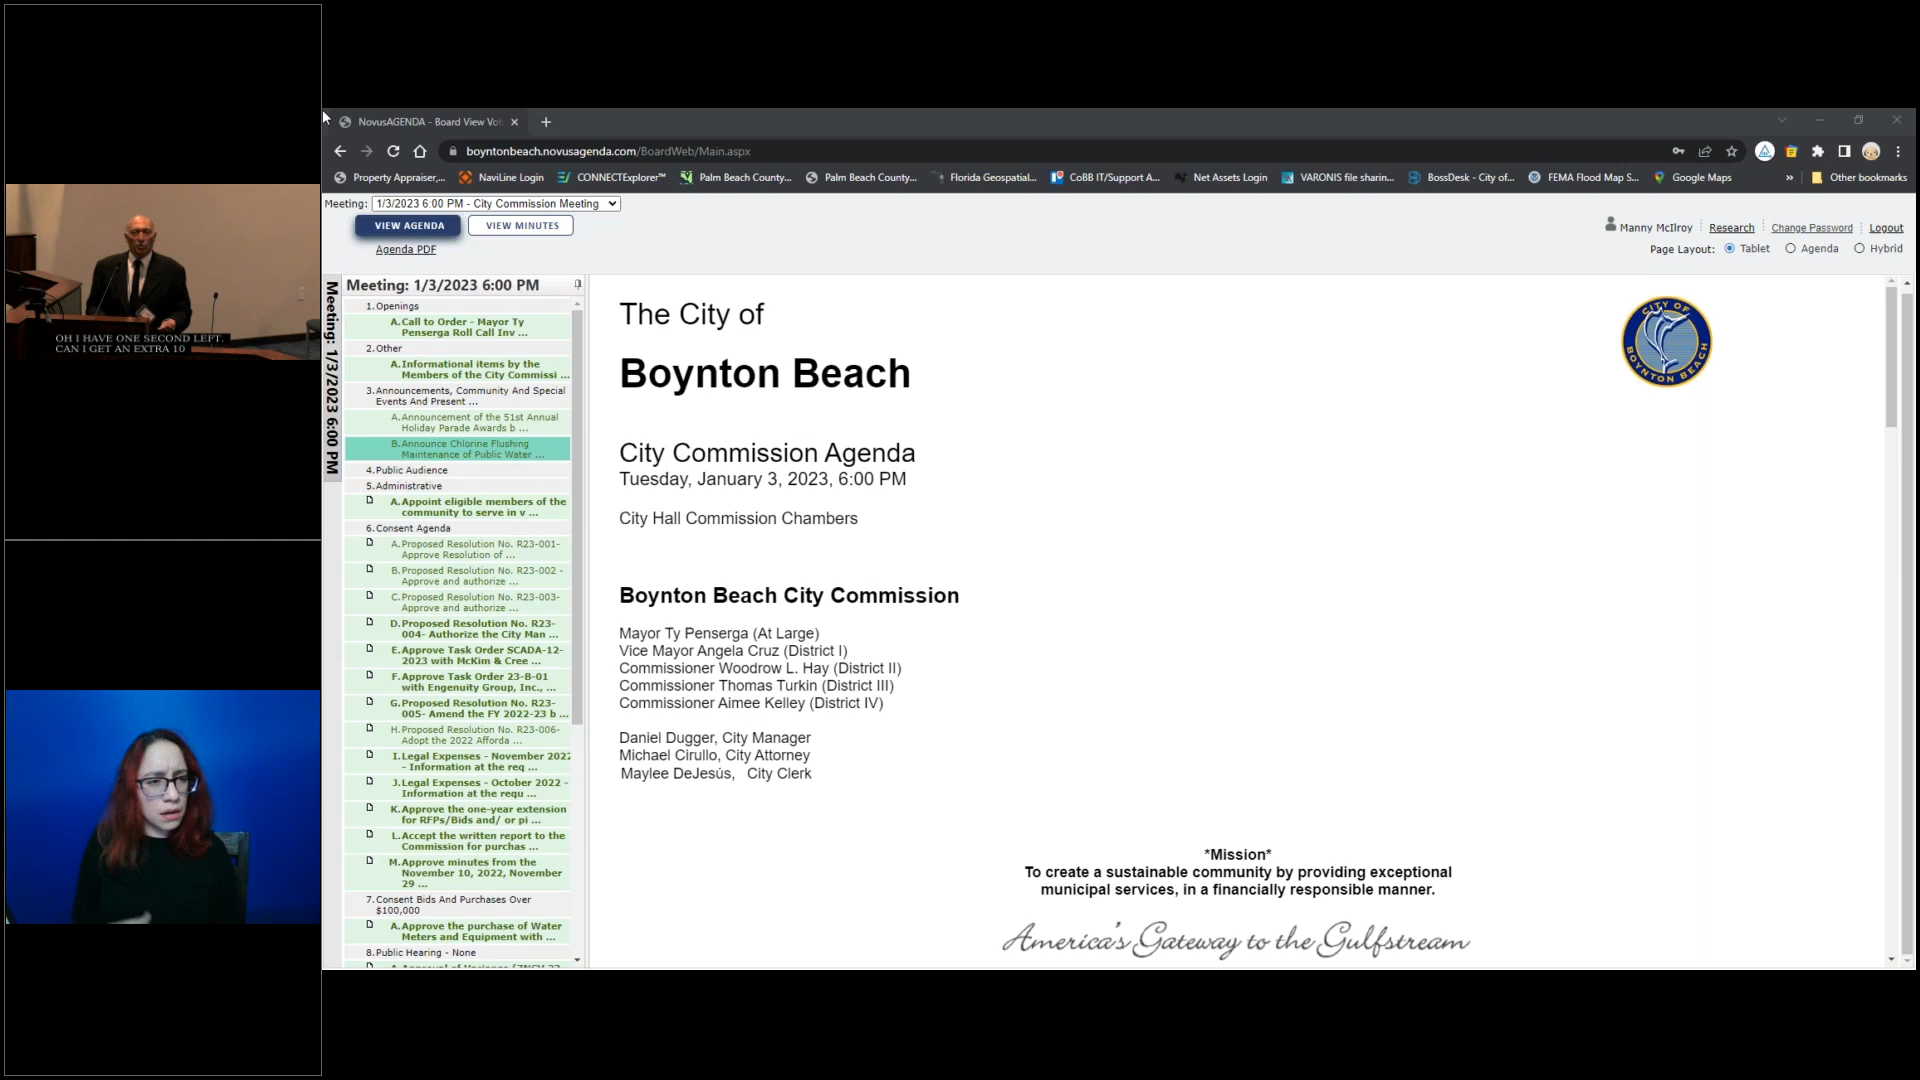 OH I HAVE ONE SECOND LEFT.
CAN I GET AN EXTRA 10
NovusAGENDA - Board View Vot
boyntonbeach.novusagenda.com/BoardWeb/Main.aspx
Property Appraiser,... NaviLine Login CONNECTExplorer™ Palm Beach County... Palm Beach County... Florida Geospatial... CoBB IT/Support A... Net Assets Login VARONIS file sharin... BossDesk - City of... FEMA Flood Map S... Google Maps » Other bookmarks
Meeting: 1/3/2023 6:00 PM - City Commission Meeting
VIEW AGENDA VIEW MINUTES
Agenda PDF
Manny McIlroy Research Change Password Logout
Page Layout: Tablet Agenda Hybrid
Meeting: 1/3/2023 6:00 PM
Meeting: 1/3/2023 6:00 PM
1.Openings
A.Call to Order - Mayor Ty
Penserga Roll Call Inv ...
2.Other
A.Informational items by the
Members of the City Commissi ...
3.Announcements, Community And Special
Events And Present ...
A.Announcement of the 51st Annual
Holiday Parade Awards b ...
B.Announce Chlorine Flushing
Maintenance of Public Water ...
4.Public Audience
5.Administrative
A.Appoint eligible members of the
community to serve in v ...
6.Consent Agenda
A.Proposed Resolution No. R23-001-
Approve Resolution of ...
B.Proposed Resolution No. R23-002 -
Approve and authorize ...
C.Proposed Resolution No. R23-003-
Approve and authorize ...
D.Proposed Resolution No. R23-
004- Authorize the City Man ...
E.Approve Task Order SCADA-12-
2023 with McKim & Cree ...
F.Approve Task Order 23-B-01
with Engenuity Group, Inc., ...
G.Proposed Resolution No. R23-
005- Amend the FY 2022-23 b ...
H.Proposed Resolution No. R23-006-
Adopt the 2022 Afforda ...
I.Legal Expenses - November 2022
- Information at the req ...
J.Legal Expenses - October 2022 -
Information at the requ ...
K.Approve the one-year extension
for RFPs/Bids and/ or pi ...
L.Accept the written report to the
Commission for purchas ...
M.Approve minutes from the
November 10, 2022, November
29 ...
7.Consent Bids And Purchases Over
$100,000
A.Approve the purchase of Water
Meters and Equipment with ...
8.Public Hearing - None
The City of
Boynton Beach
CITY OF
BOYNTON BEACH
City Commission Agenda
Tuesday, January 3, 2023, 6:00 PM
City Hall Commission Chambers
Boynton Beach City Commission
Mayor Ty Penserga (At Large)
Vice Mayor Angela Cruz (District I)
Commissioner Woodrow L. Hay (District II)
Commissioner Thomas Turkin (District III)
Commissioner Aimee Kelley (District IV)
Daniel Dugger, City Manager
Michael Cirullo, City Attorney
Maylee DeJesús, City Clerk
*Mission*
To create a sustainable community by providing exceptional
municipal services, in a financially responsible manner.
America's Gateway to the Gulfstream